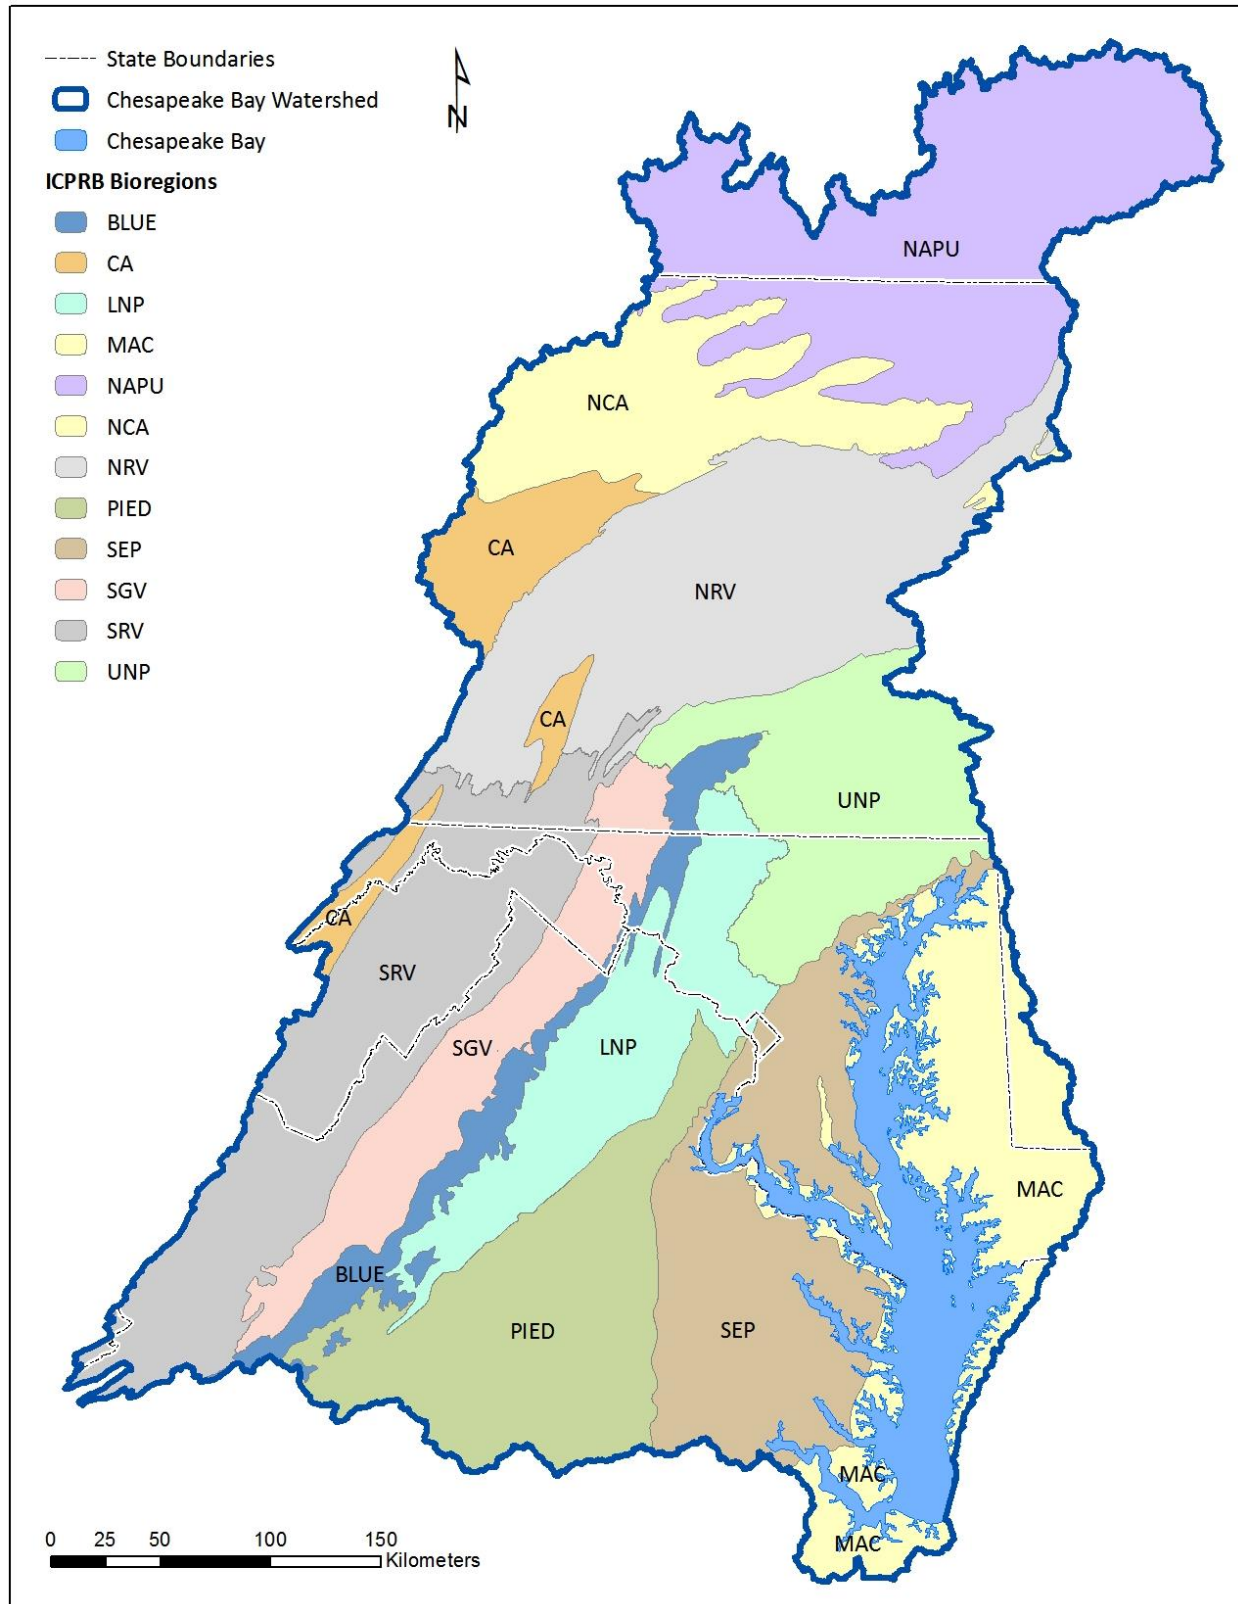 State Boundaries
Chesapeake Bay Watershed
Chesapeake Bay
ICPRB Bioregions
BLUE
CA
LNP
MAC
NAPU
NCA
NRV
PIED
SEP
SGV
SRV
UNP
N
NAPU
NCA
CA
NRV
CA
UNP
CA
SRV
SGV
LNP
MAC
BLUE
PIED
SEP
MAC
MAC
0 25 50 100 150
Kilometers